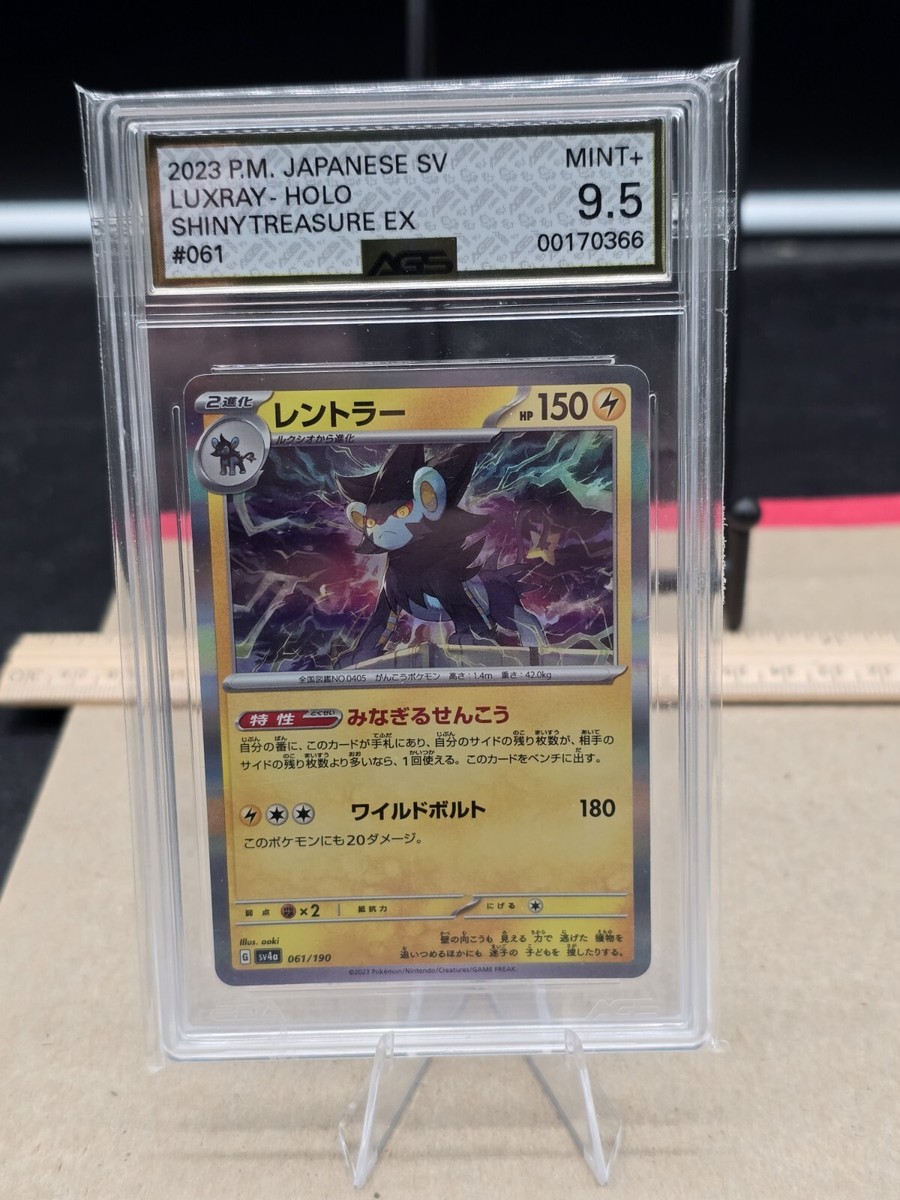 2023 P.M. JAPANESE SV
MINT+
LUXRAY - HOLO
9.5
SHINY TREASURE EX
#061
00170366
AGS
2進化
レントラー
HP 150
ルクシオから進化
全国図鑑NO.0405 がんこうポケモン 高さ:1.4m 重さ:42.0kg
特性 とくせい みなぎるせんこう
自分の番に、このカードが手札にあり、自分のサイドの残り枚数が、相手の
サイドの残り枚数より多いなら、1回使える。このカードをベンチに出す。
ワイルドボルト 180
このポケモンにも20ダメージ。
弱点 ×2 抵抗力 にげる
Illus. aoki
壁の向こうも 見える 力で 逃げた 獲物を
追いつめるほかにも 迷子の 子どもを 捜したりする。
G sv4a 061/190
©2023 Pokémon/Nintendo/Creatures/GAME FREAK.